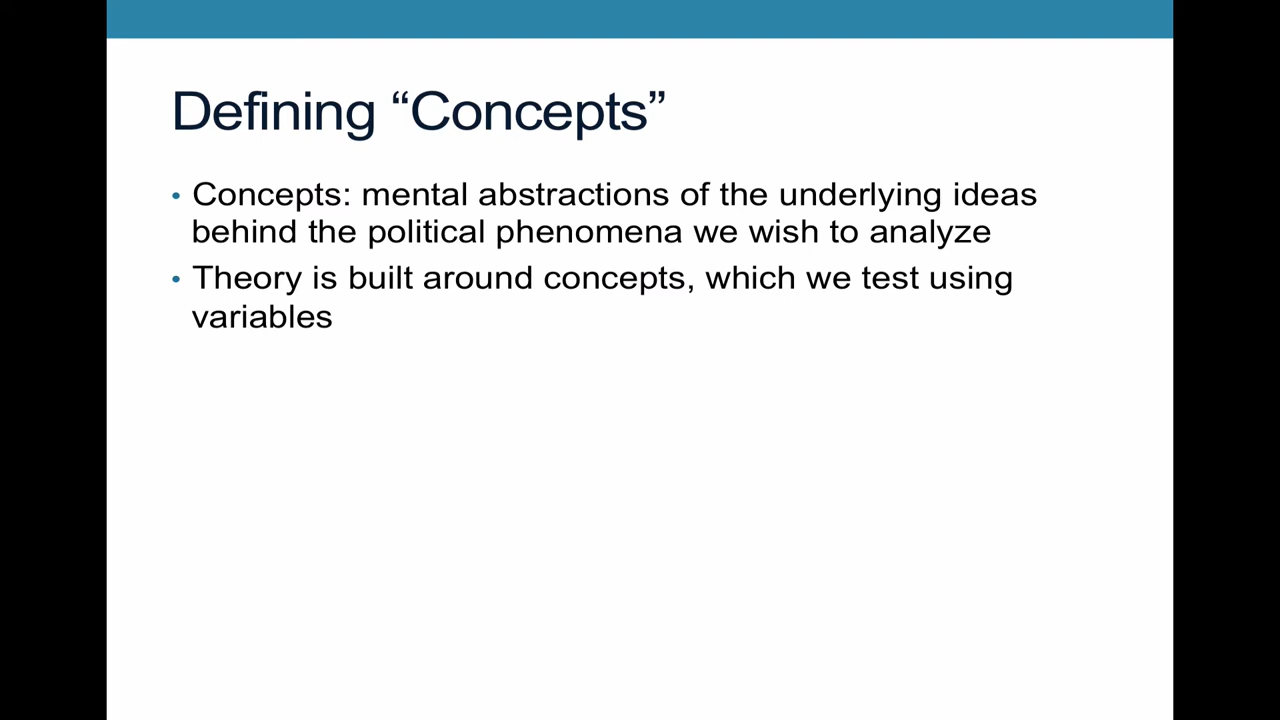 Defining “Concepts”
• Concepts: mental abstractions of the underlying ideas
behind the political phenomena we wish to analyze
• Theory is built around concepts, which we test using
variables